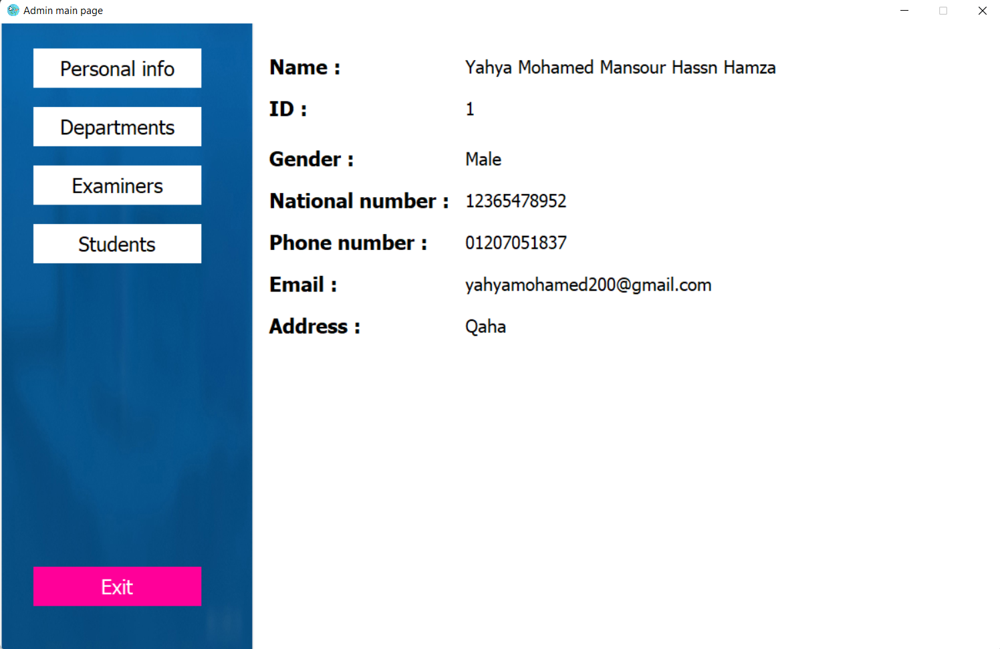 Admin main page
Personal info
Departments
Examiners
Students
Exit
Name : Yahya Mohamed Mansour Hassn Hamza
ID : 1
Gender : Male
National number : 12365478952
Phone number : 01207051837
Email : yahyamohamed200@gmail.com
Address : Qaha